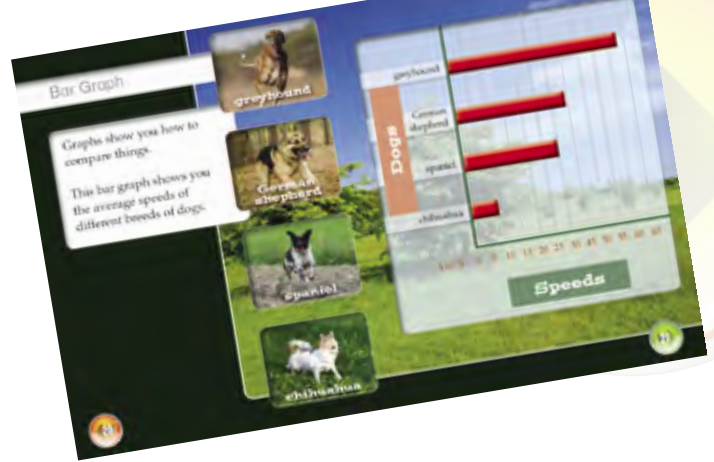 Bar Graph
Graphs show you how to
compare things.
This bar graph shows you
the average speeds of
different breeds of dogs.
greyhound
German
shepherd
spaniel
chihuahua
Dogs
greyhound
German
shepherd
spaniel
chihuahua
Speeds